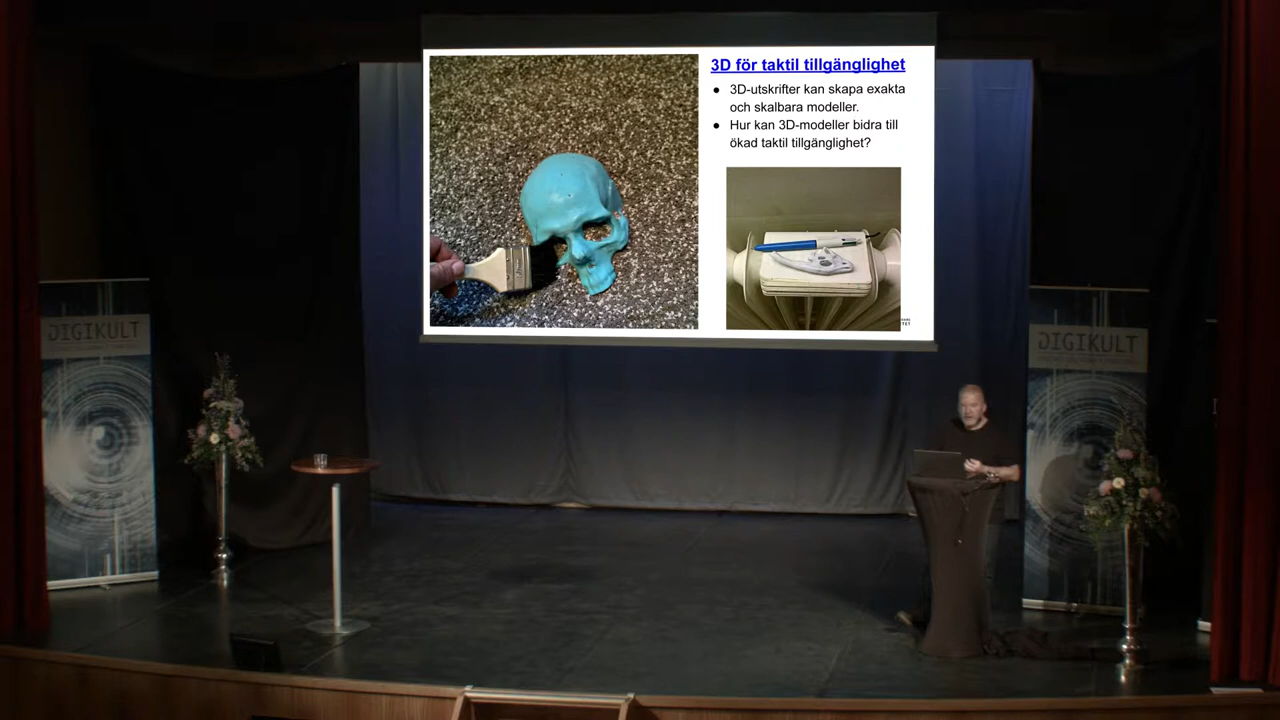 3D för taktil tillgänglighet
● 3D-utskrifter kan skapa exakta
och skalbara modeller.
● Hur kan 3D-modeller bidra till
ökad taktil tillgänglighet?
DIGIKULT
DIGIKULT